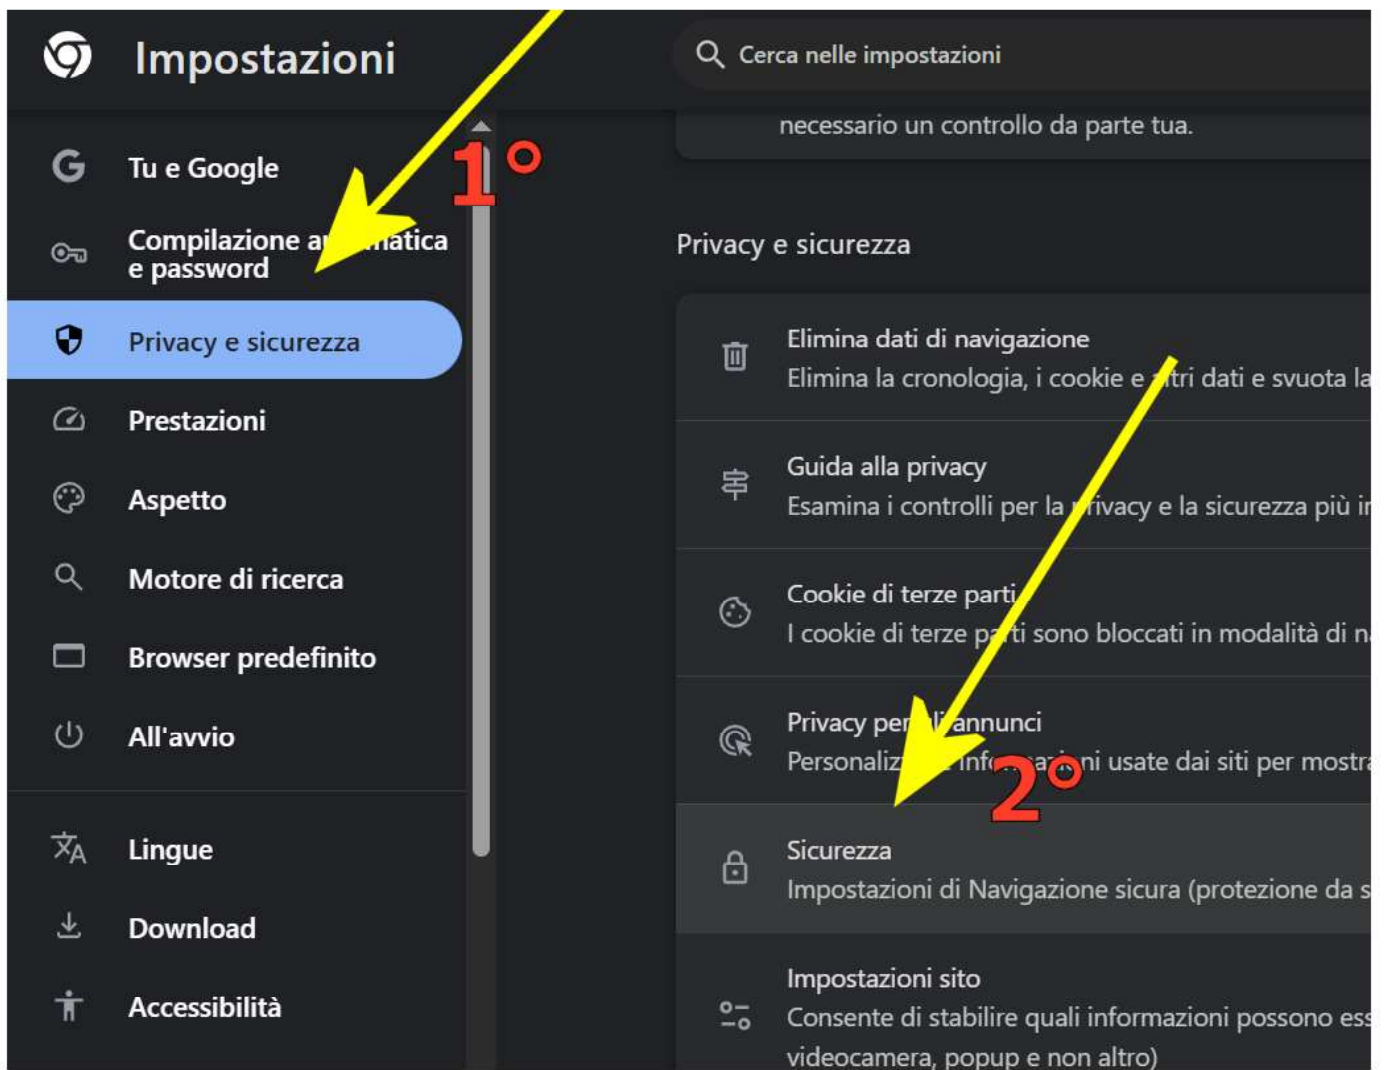 Impostazioni
Cerca nelle impostazioni
Tu e Google
Compilazione automatica
e password
Privacy e sicurezza
Prestazioni
Aspetto
Motore di ricerca
Browser predefinito
All'avvio
Lingue
Download
Accessibilità
1°
necessario un controllo da parte tua.
Privacy e sicurezza
Elimina dati di navigazione
Elimina la cronologia, i cookie e altri dati e svuota la
Guida alla privacy
Esamina i controlli per la privacy e la sicurezza più
Cookie di terze parti
I cookie di terze parti sono bloccati in modalità di
Privacy per gli annunci
Personalizza le informazioni usate dai siti per
2°
Sicurezza
Impostazioni di Navigazione sicura (protezione da
Impostazioni sito
Consente di stabilire quali informazioni possono
videocamera, popup e non altro)